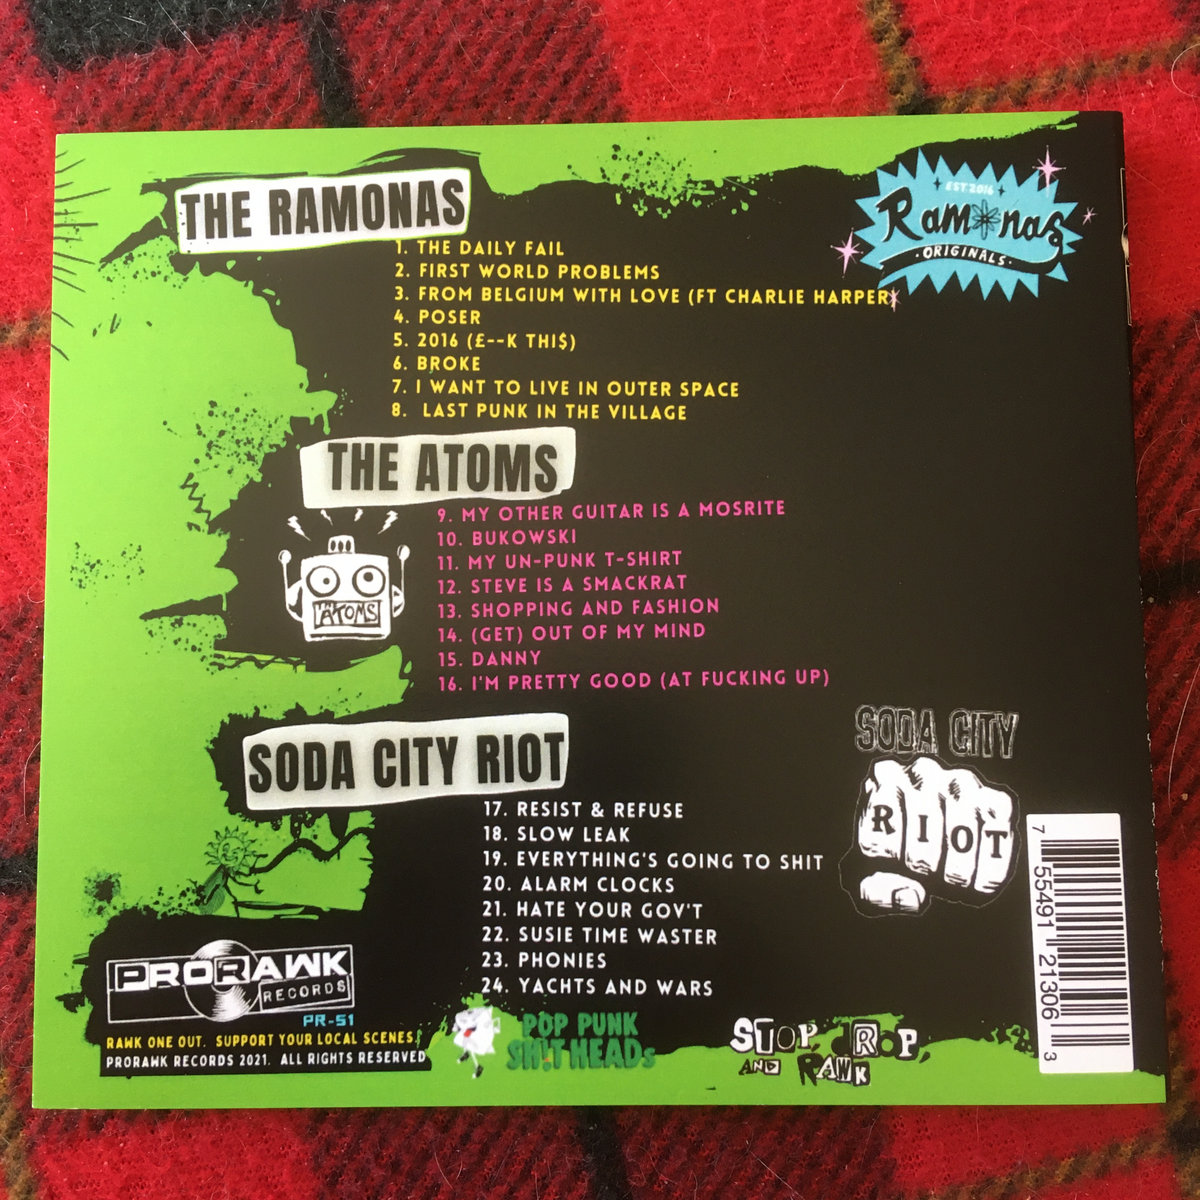 THE RAMONAS
EST 2016
Ramonas
·ORIGINALS·
1. THE DAILY FAIL
2. FIRST WORLD PROBLEMS
3. FROM BELGIUM WITH LOVE (FT CHARLIE HARPER)
4. POSER
5. 2016 (£--K THI$)
6. BROKE
7. I WANT TO LIVE IN OUTER SPACE
8. LAST PUNK IN THE VILLAGE
THE ATOMS
THE ATOMS
9. MY OTHER GUITAR IS A MOSRITE
10. BUKOWSKI
11. MY UN-PUNK T-SHIRT
12. STEVE IS A SMACKRAT
13. SHOPPING AND FASHION
14. (GET) OUT OF MY MIND
15. DANNY
16. I'M PRETTY GOOD (AT FUCKING UP)
SODA CITY RIOT
SODA CITY
RIOT
17. RESIST & REFUSE
18. SLOW LEAK
19. EVERYTHING'S GOING TO SHIT
20. ALARM CLOCKS
21. HATE YOUR GOV'T
22. SUSIE TIME WASTER
23. PHONIES
24. YACHTS AND WARS
7 55491 21306 3
PRORAWK
RECORDS
PR-51
RAWK ONE OUT. SUPPORT YOUR LOCAL SCENES.
PRORAWK RECORDS 2021. ALL RIGHTS RESERVED
POP PUNK
SH!T HEADs
STOP DROP
AND RAWK